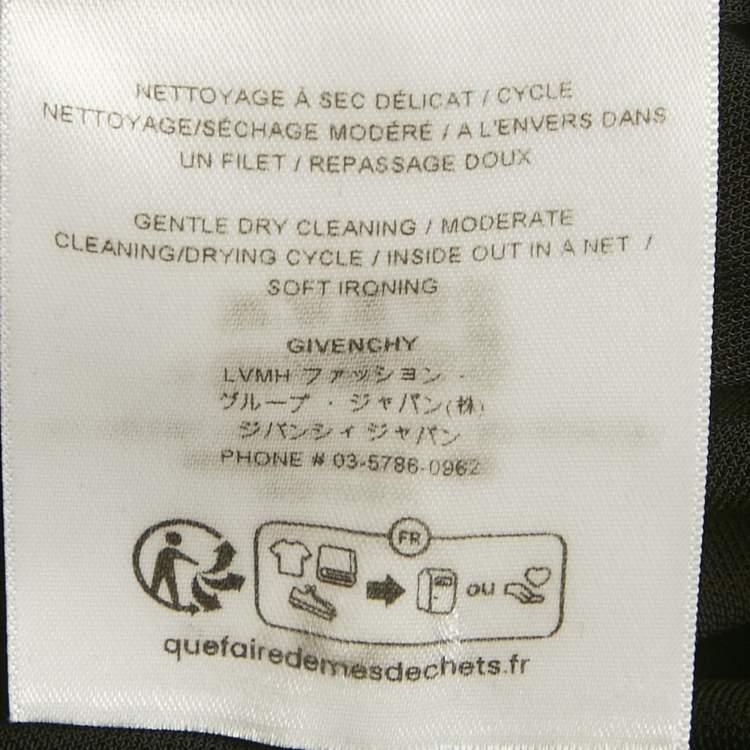 NETTOYAGE À SEC DÉLICAT / CYCLE
NETTOYAGE/SÉCHAGE MODÉRÉ / A L'ENVERS DANS
UN FILET / REPASSAGE DOUX
GENTLE DRY CLEANING / MODERATE
CLEANING/DRYING CYCLE / INSIDE OUT IN A NET /
SOFT IRONING
GIVENCHY
LVMH ファッション ·
グループ · ジャパン(株)
ジバンシィ ジャパン
PHONE # 03-5786-0962
FR
ou
quefairedemesdechets.fr